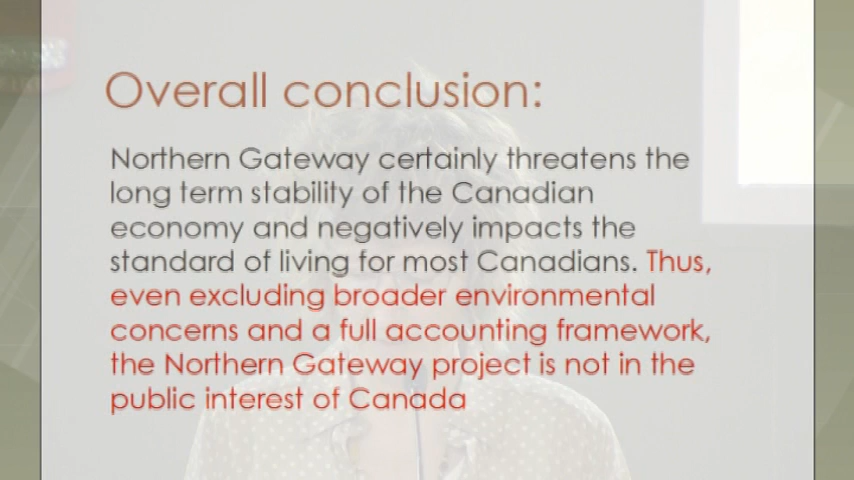 Overall conclusion:
Northern Gateway certainly threatens the
long term stability of the Canadian
economy and negatively impacts the
standard of living for most Canadians. Thus,
even excluding broader environmental
concerns and a full accounting framework,
the Northern Gateway project is not in the
public interest of Canada